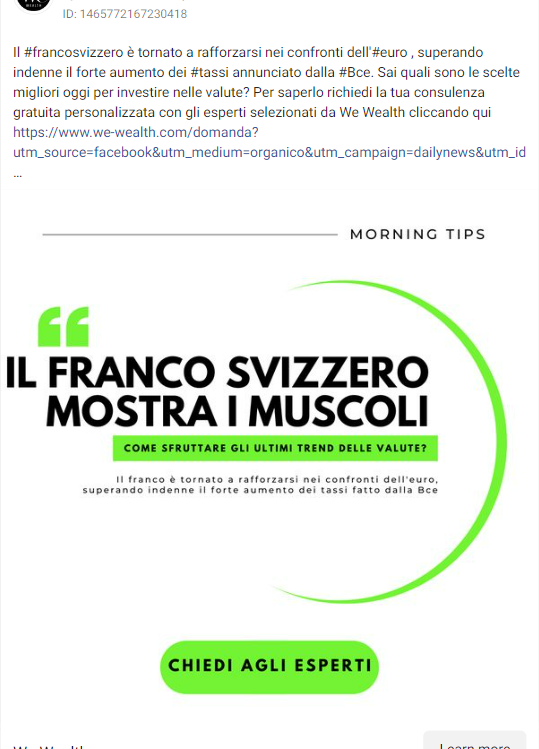 WEALTH
ID: 1465772167230418
Il #francosvizzero è tornato a rafforzarsi nei confronti dell'#euro , superando
indenne il forte aumento dei #tassi annunciato dalla #Bce. Sai quali sono le scelte
migliori oggi per investire nelle valute? Per saperlo richiedi la tua consulenza
gratuita personalizzata con gli esperti selezionati da We Wealth cliccando qui
https://www.we-wealth.com/domanda?
utm_source=facebook&utm_medium=organico&utm_campaign=dailynews&utm_id
...
MORNING TIPS
IL FRANCO SVIZZERO
MOSTRA I MUSCOLI
COME SFRUTTARE GLI ULTIMI TREND DELLE VALUTE?
Il franco è tornato a rafforzarsi nei confronti dell'euro,
superando indenne il forte aumento dei tassi fatto dalla Bce
CHIEDI AGLI ESPERTI
We Wealth
Learn more